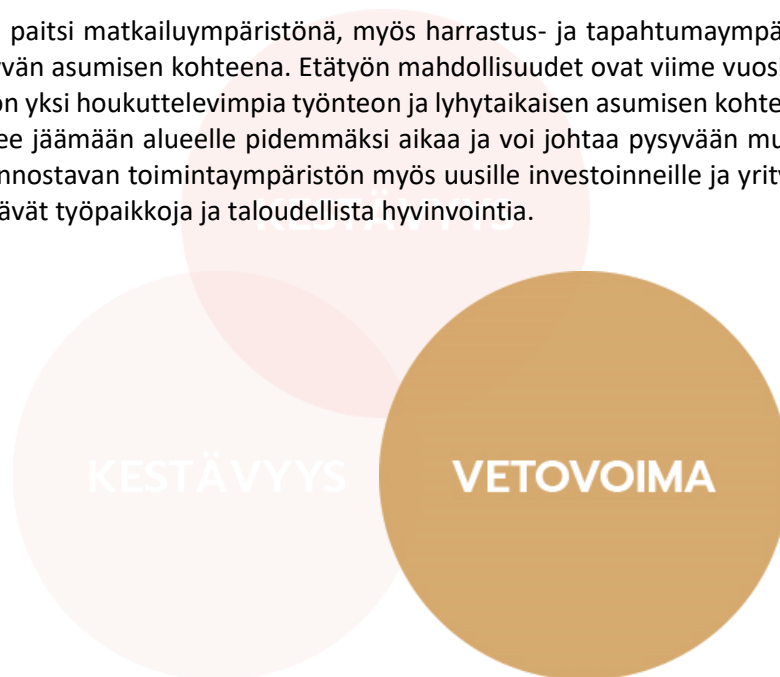 paitsi matkailuympäristönä, myös harrastus- ja tapahtumaympä
vän asumisen kohteena. Etätyön mahdollisuudet ovat viime vuosi
on yksi houkuttelevimpia työnteon ja lyhytaikaisen asumisen kohte
ee jäämään alueelle pidemmäksi aikaa ja voi johtaa pysyvään mu
nnostavan toimintaympäristön myös uusille investoinneille ja yrity
ävät työpaikkoja ja taloudellista hyvinvointia.
KESTÄVYYS
KESTÄVYYS
VETOVOIMA